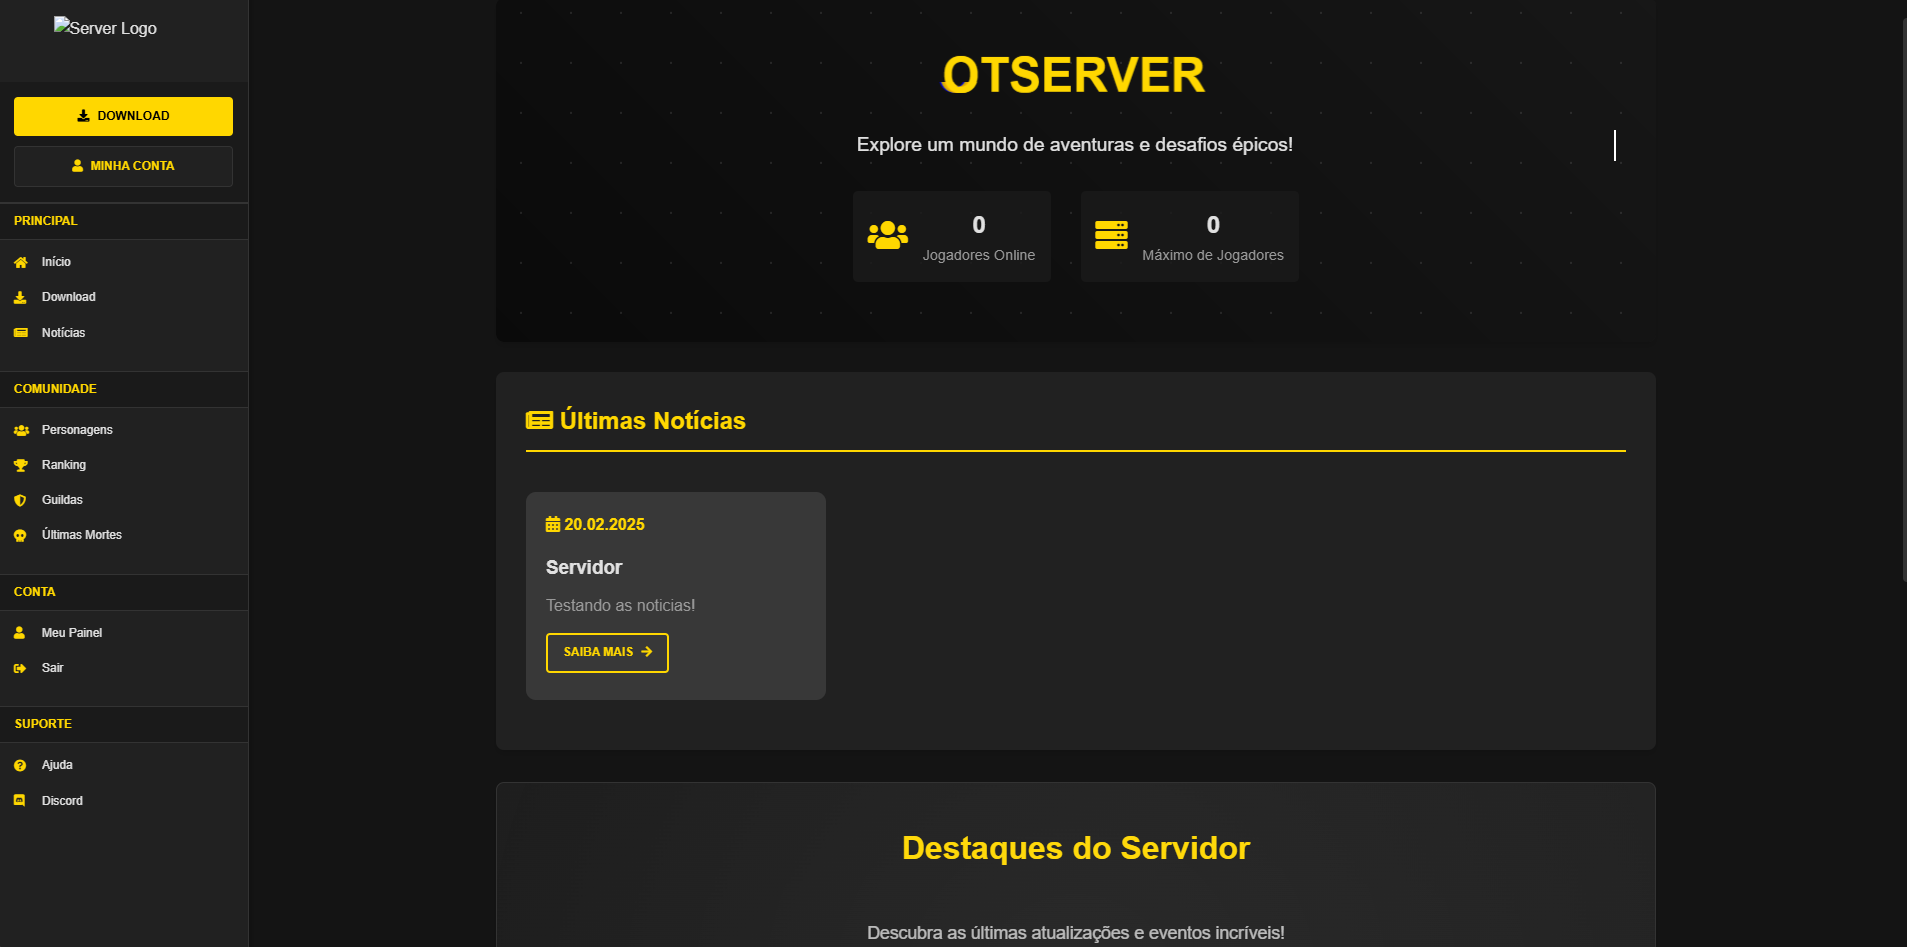 Server Logo
DOWNLOAD
MINHA CONTA
PRINCIPAL
Início
Download
Notícias
COMUNIDADE
Personagens
Ranking
Guildas
Últimas Mortes
CONTA
Meu Painel
Sair
SUPORTE
Ajuda
Discord
OTSERVER
Explore um mundo de aventuras e desafios épicos!
0
Jogadores Online
0
Máximo de Jogadores
Últimas Notícias
20.02.2025
Servidor
Testando as noticias!
SAIBA MAIS
Destaques do Servidor
Descubra as últimas atualizações e eventos incríveis!